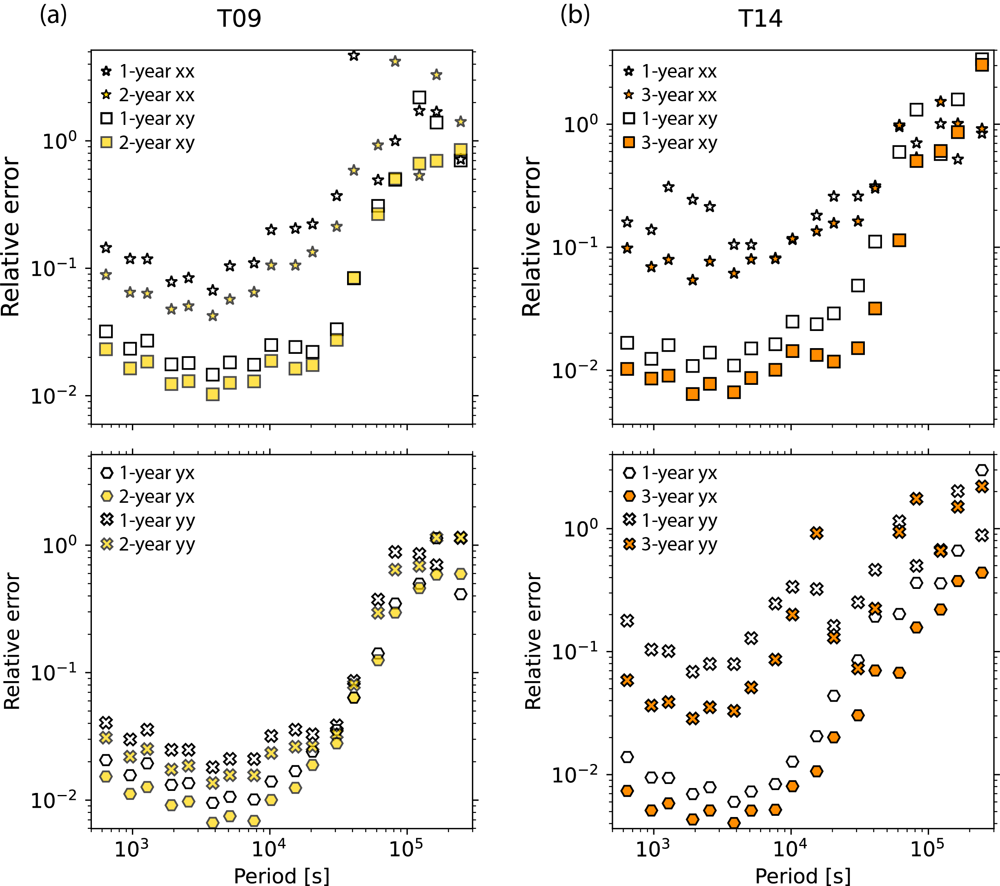 (a)
T09
(b)
T14
1-year xx
2-year xx
1-year xy
2-year xy
10⁰
10⁻¹
10⁻²
Relative error
1-year xx
3-year xx
1-year xy
3-year xy
10⁰
10⁻¹
10⁻²
Relative error
1-year yx
2-year yx
1-year yy
2-year yy
10⁰
10⁻¹
10⁻²
Relative error
10³ 10⁴ 10⁵
Period [s]
1-year yx
3-year yx
1-year yy
3-year yy
10⁰
10⁻¹
10⁻²
Relative error
10³ 10⁴ 10⁵
Period [s]